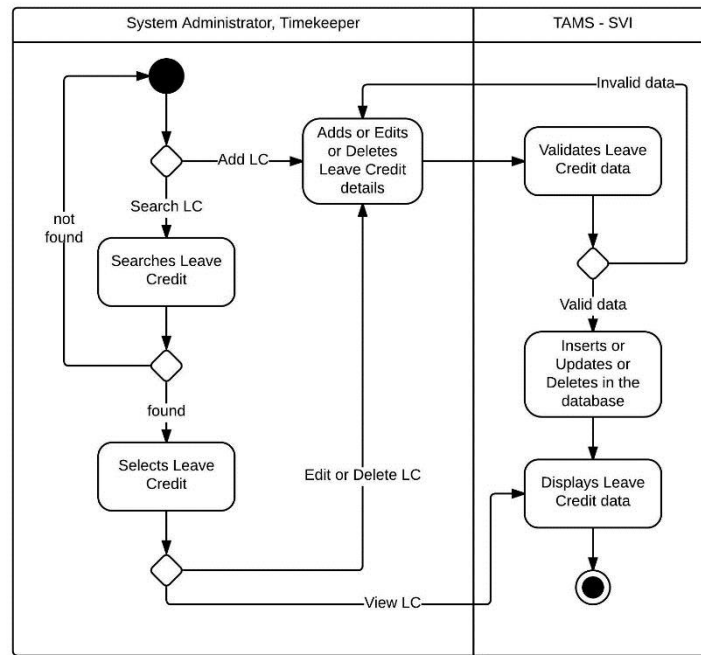 System Administrator, Timekeeper
TAMS - SVI
Invalid data
Adds or Edits
or Deletes
Leave Credit
details
Validates Leave
Credit data
Add LC
Search LC
not
found
Searches Leave
Credit
Valid data
Inserts or
Updates or
Deletes in the
database
found
Selects Leave
Credit
Edit or Delete LC
Displays Leave
Credit data
View LC